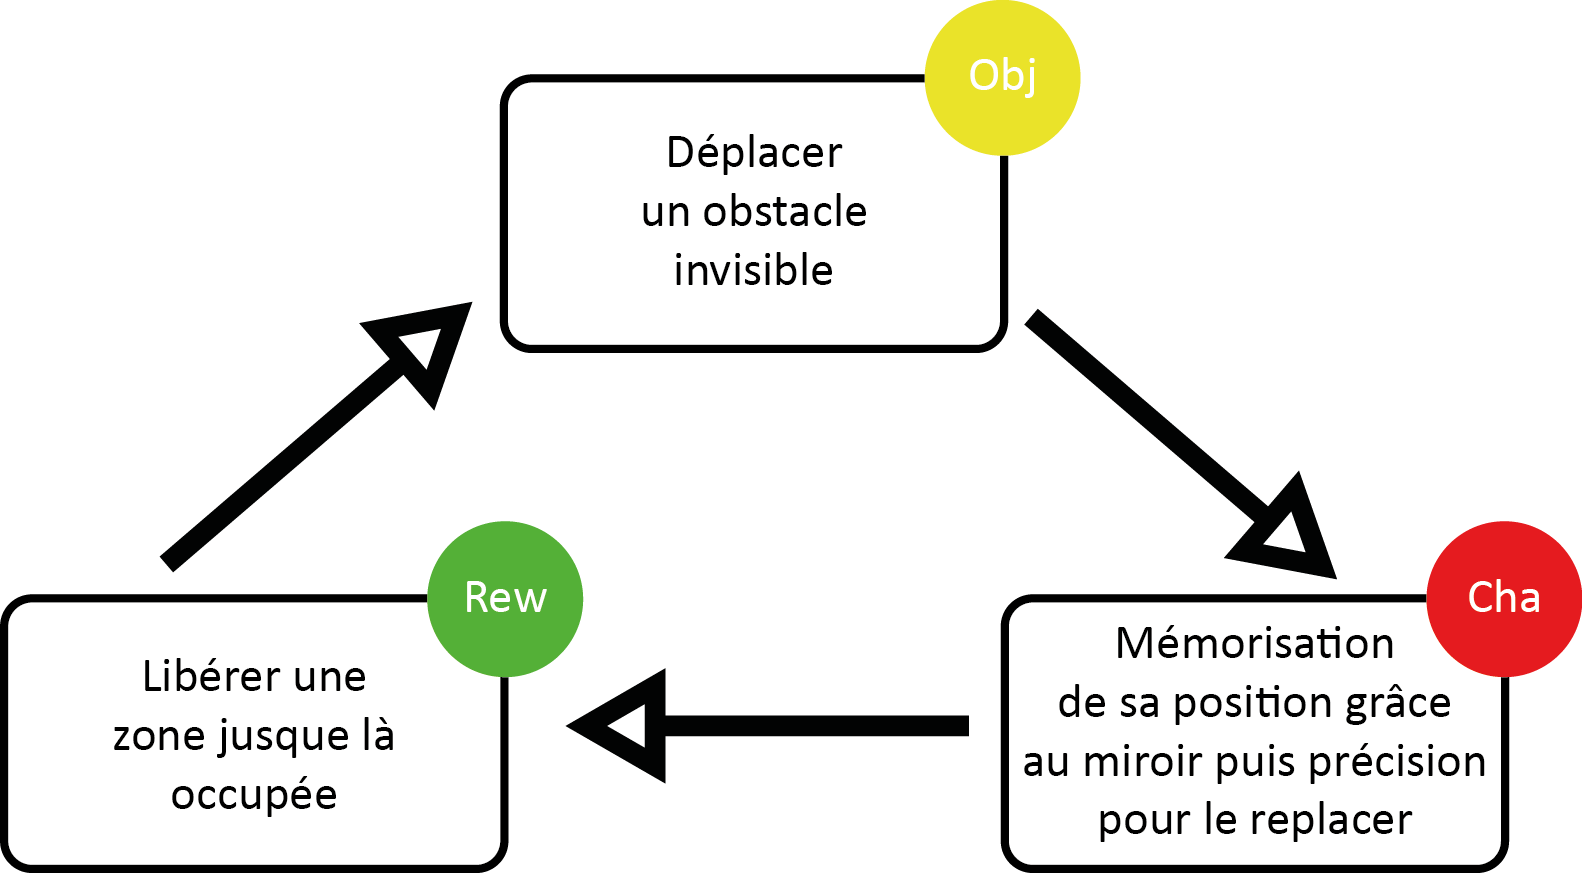 Obj
Déplacer
un obstacle
invisible
Rew
Libérer une
zone jusque là
occupée
Cha
Mémorisation
de sa position grâce
au miroir puis précision
pour le replacer